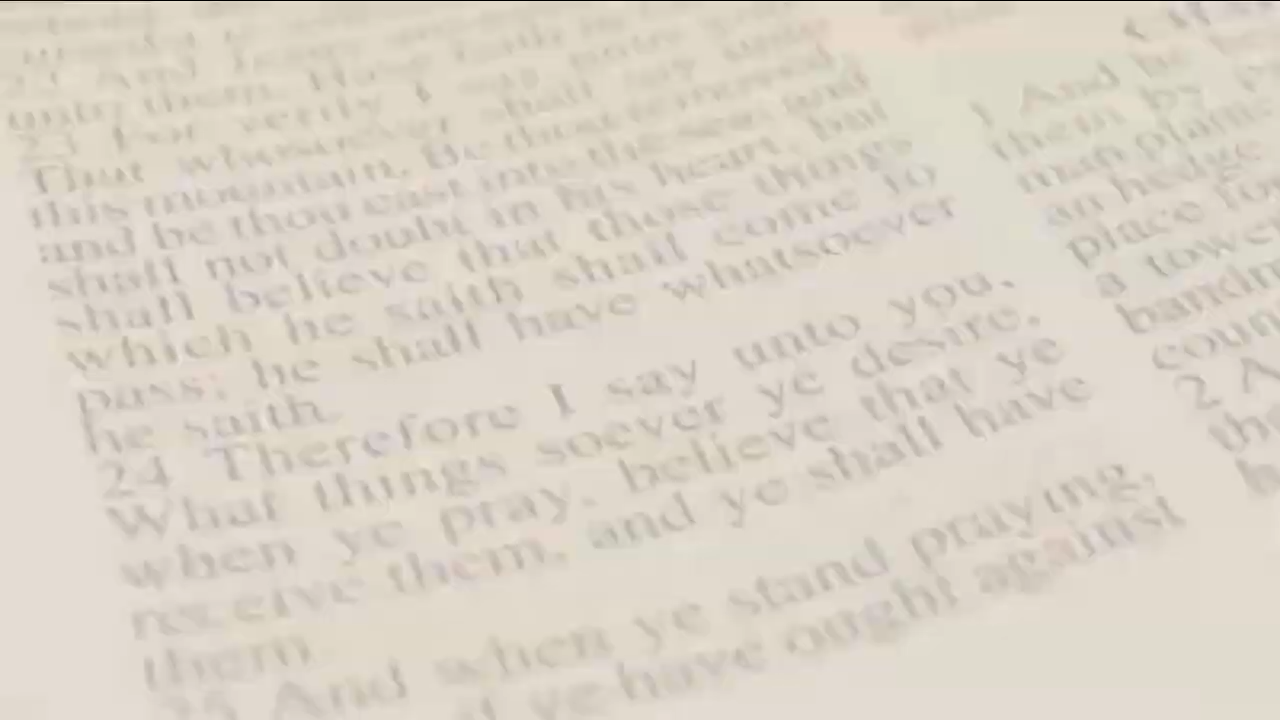 unto them, Have faith in
23 For verily I say unto you,
That whosoever shall say unto
this mountain, Be thou removed,
and be thou cast into the sea; and
shall not doubt in his heart, but
shall believe that those things
which he saith shall come to
pass; he shall have whatsoever
he saith.
24 Therefore I say unto you,
What things soever ye desire,
when ye pray, believe that ye
receive them, and ye shall have
them.
25 And when ye stand praying,
ye have ought against
1 And he
them by
man plante
an hedge
place fo
a tower
bandm
coun
2 A
the